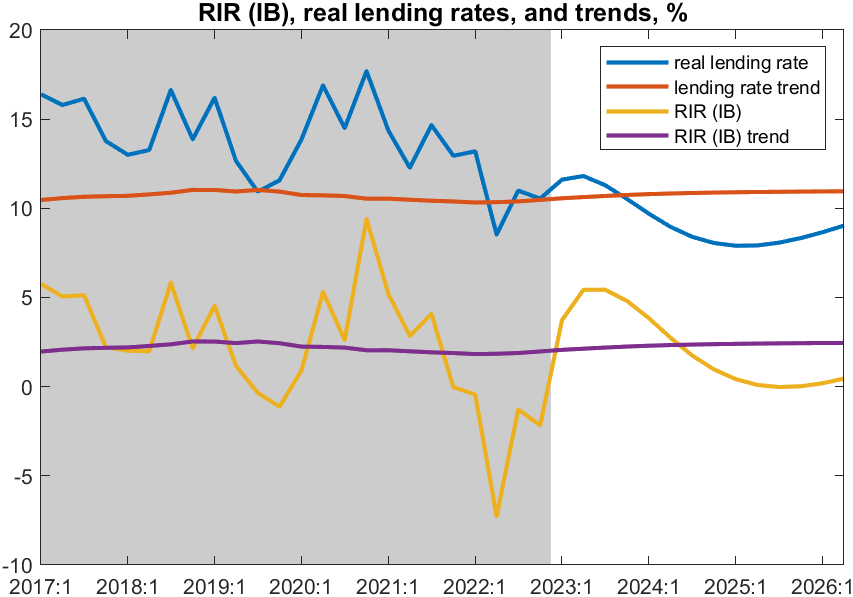 RIR (IB), real lending rates, and trends, %
20
15
10
5
0
-5
-10
real lending rate
lending rate trend
RIR (IB)
RIR (IB) trend
2017:1 2018:1 2019:1 2020:1 2021:1 2022:1 2023:1 2024:1 2025:1 2026:1